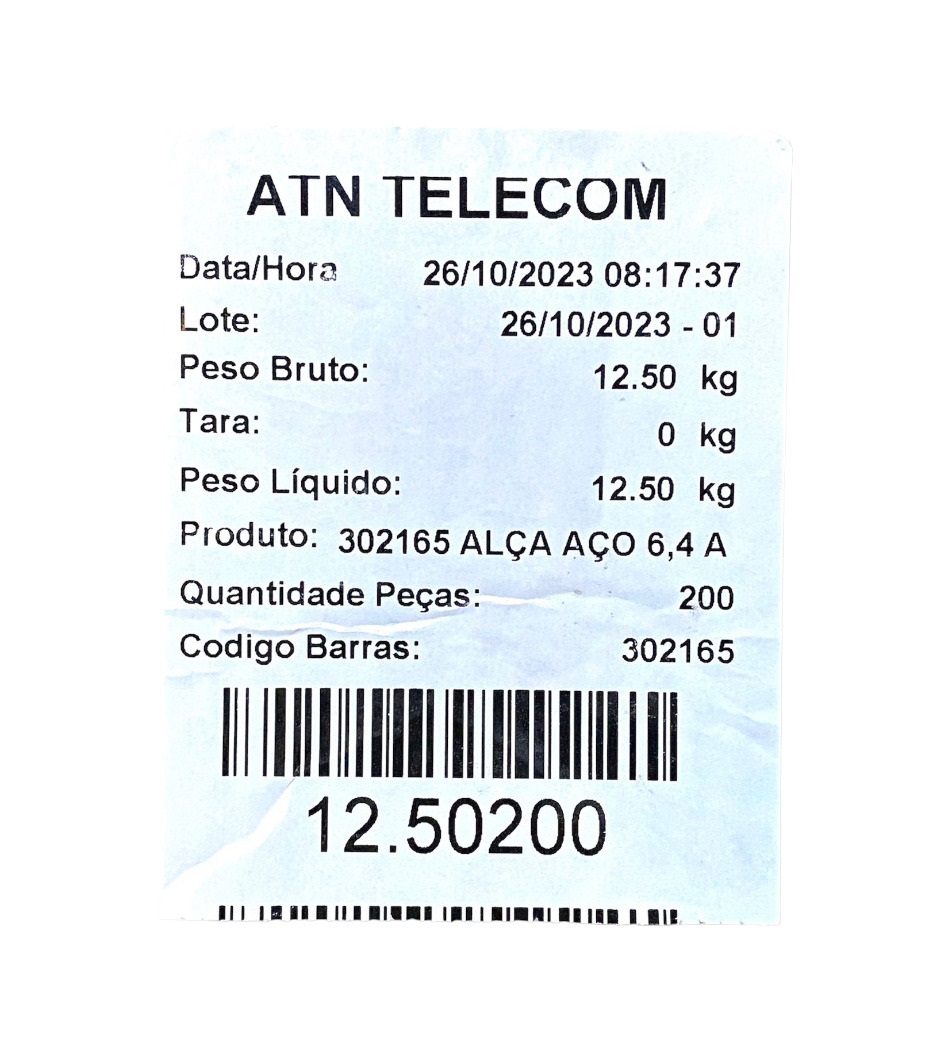 ATN TELECOM
Data/Hora 26/10/2023 08:17:37
Lote: 26/10/2023 - 01
Peso Bruto: 12.50 kg
Tara: 0 kg
Peso Líquido: 12.50 kg
Produto: 302165 ALÇA AÇO 6,4 A
Quantidade Peças: 200
Codigo Barras: 302165
12.50200